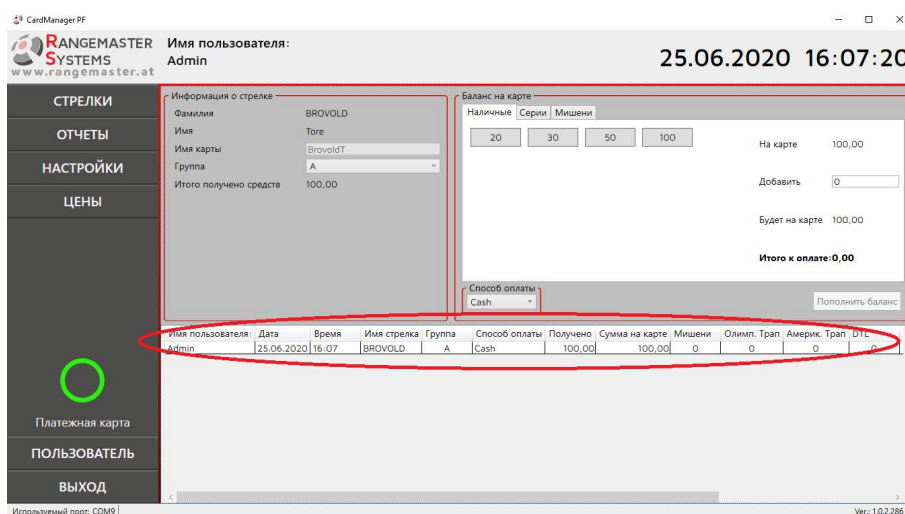 CardManager PF
RANGEMASTER
SYSTEMS
www.rangemaster.at
Имя пользователя:
Admin
25.06.2020 16:07:20
СТРЕЛКИ
ОТЧЕТЫ
НАСТРОЙКИ
ЦЕНЫ
Платежная карта
ПОЛЬЗОВАТЕЛЬ
ВЫХОД
Информация о стрелке
Фамилия BROVOLD
Имя Tore
Имя карты BrovoldT
Группа A
Итого получено средств 100,00
Баланс на карте
Наличные Серии Мишени
20 30 50 100
На карте 100,00
Добавить 0
Будет на карте 100,00
Итого к оплате:0,00
Способ оплаты
Cash
Пополнить баланс
Имя пользователя: Дата Время Имя стрелка Группа Способ оплаты Получено Сумма на карте Мишени Олимп. Трап Америк. Трап DTL
Admin 25.06.2020 16:07 BROVOLD A Cash 100,00 100,00 0 0 0 0
Используемый порт: COM9
Ver.: 1.0.2.286